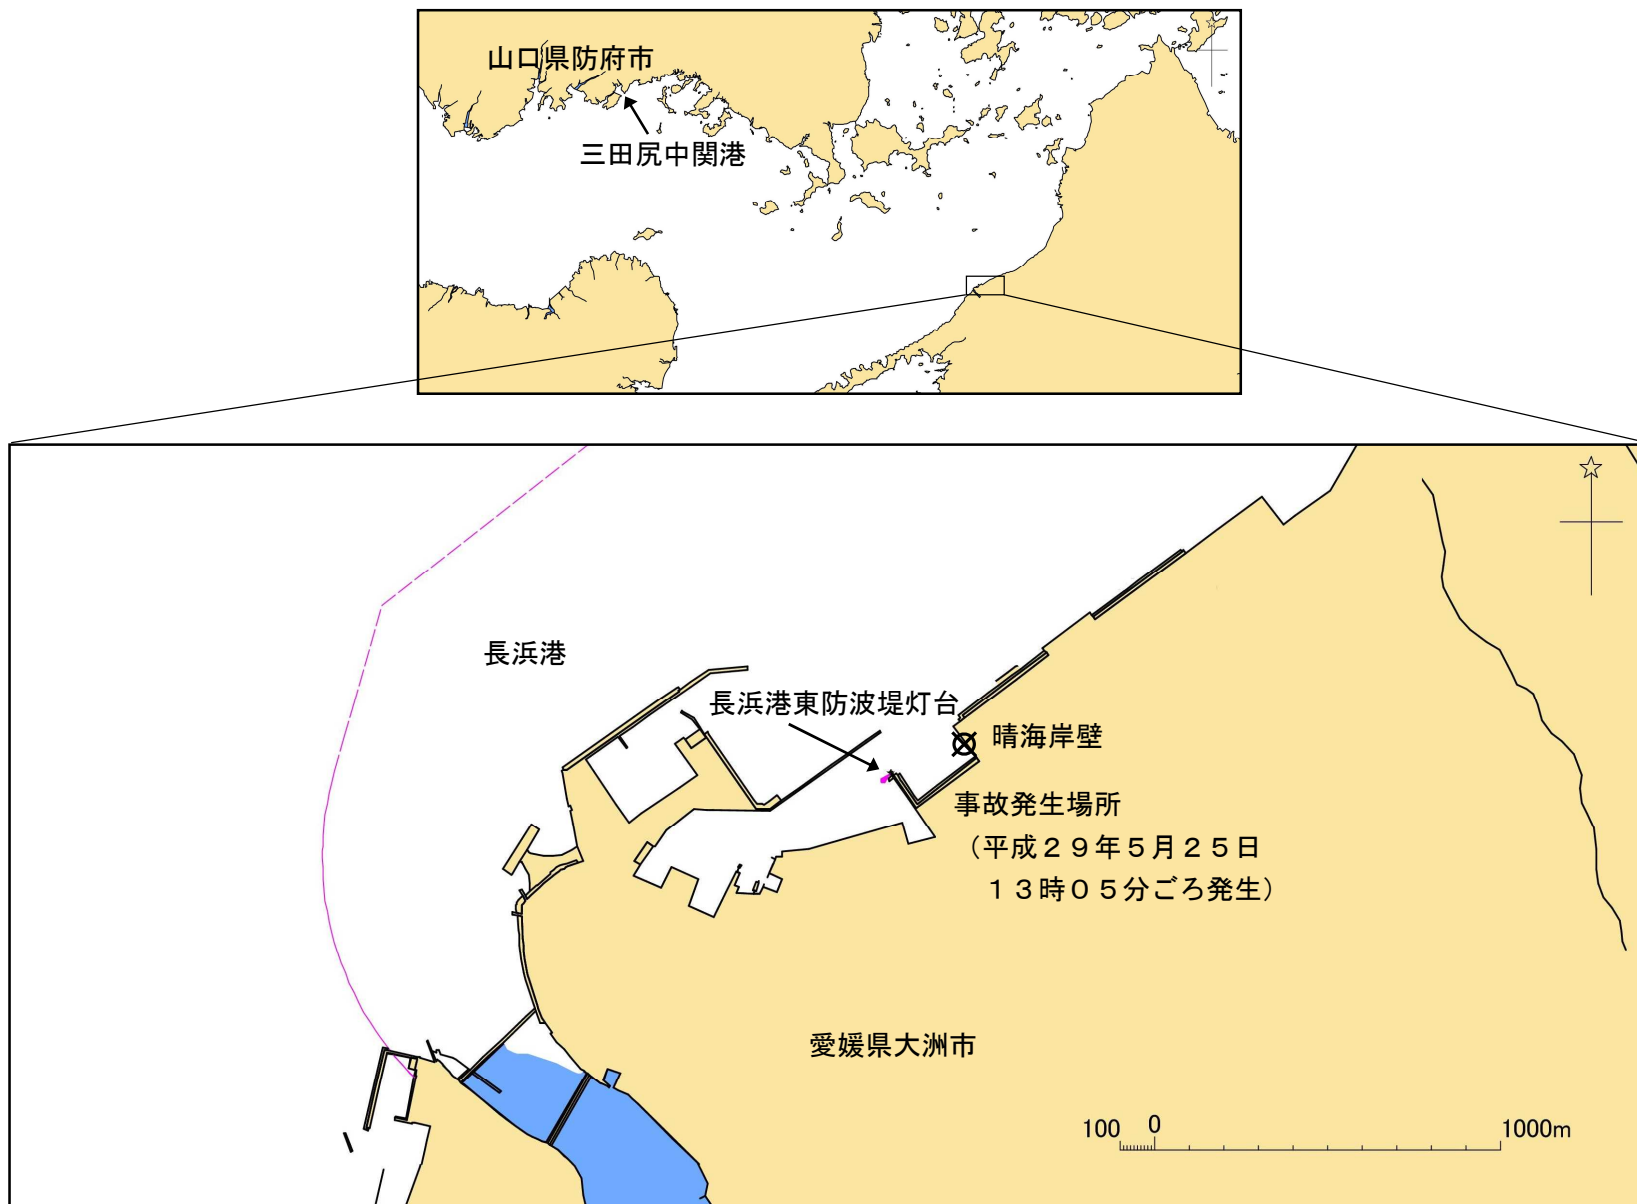 山口県防府市
三田尻中関港
長浜港
長浜港東防波堤灯台
晴海岸壁
事故発生場所
（平成２９年５月２５日
１３時０５分ごろ発生）
愛媛県大洲市
100 0 1000m